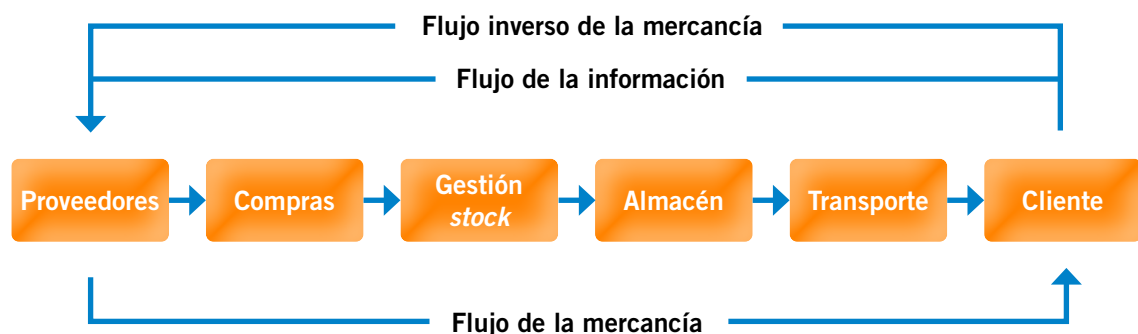 Flujo inverso de la mercancía
Flujo de la información
Proveedores
Compras
Gestión
stock
Almacén
Transporte
Cliente
Flujo de la mercancía